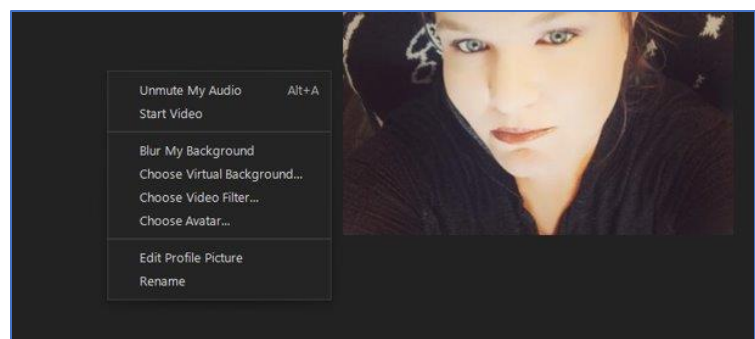 Unmute My Audio Alt+A
Start Video
Blur My Background
Choose Virtual Background...
Choose Video Filter...
Choose Avatar...
Edit Profile Picture
Rename